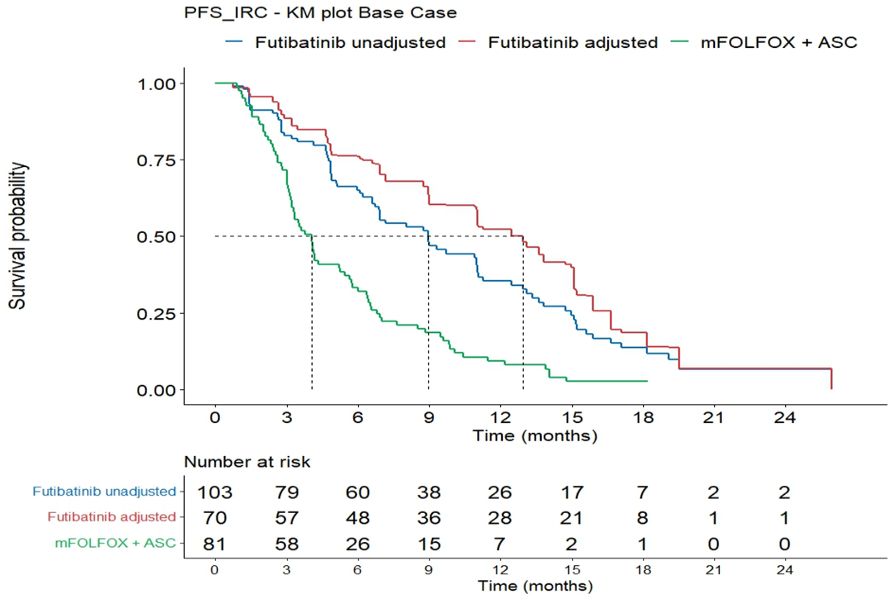 PFS_IRC - KM plot Base Case
Futibatinib unadjusted Futibatinib adjusted mFOLFOX + ASC
Survival probability
1.00
0.75
0.50
0.25
0.00
0 3 6 9 12 15 18 21 24
Time (months)
Number at risk
Futibatinib unadjusted 103 79 60 38 26 17 7 2 2
Futibatinib adjusted 70 57 48 36 28 21 8 1 1
mFOLFOX + ASC 81 58 26 15 7 2 1 0 0
0 3 6 9 12 15 18 21 24
Time (months)